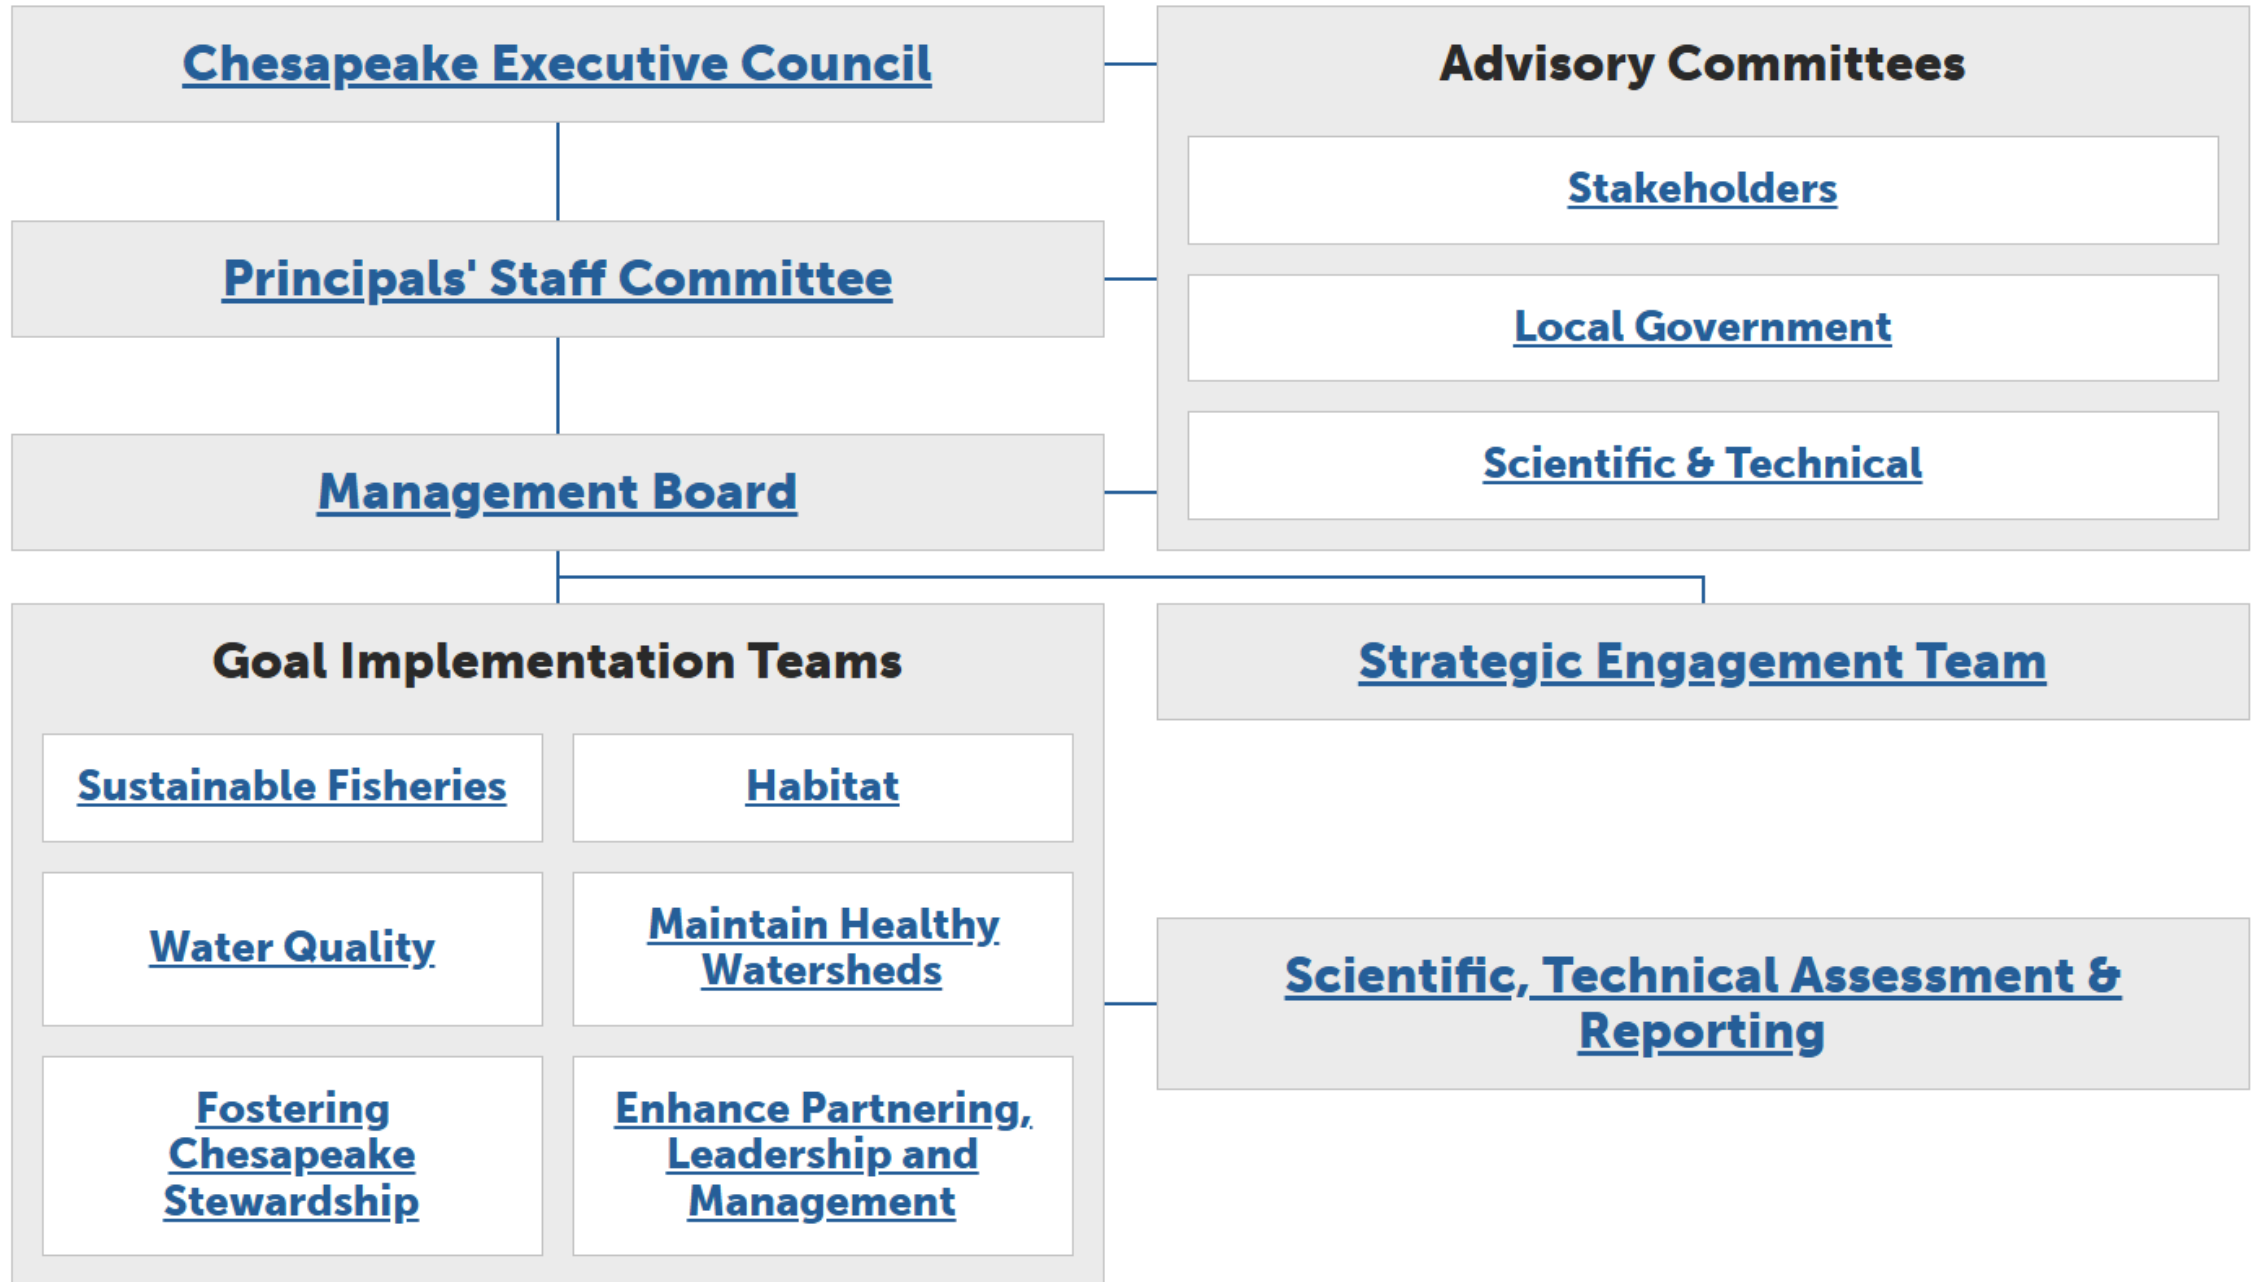 Chesapeake Executive Council
Advisory Committees
Stakeholders
Principals' Staff Committee
Local Government
Management Board
Scientific & Technical
Goal Implementation Teams
Sustainable Fisheries
Habitat
Water Quality
Maintain Healthy
Watersheds
Fostering
Chesapeake
Stewardship
Enhance Partnering,
Leadership and
Management
Strategic Engagement Team
Scientific, Technical Assessment &
Reporting